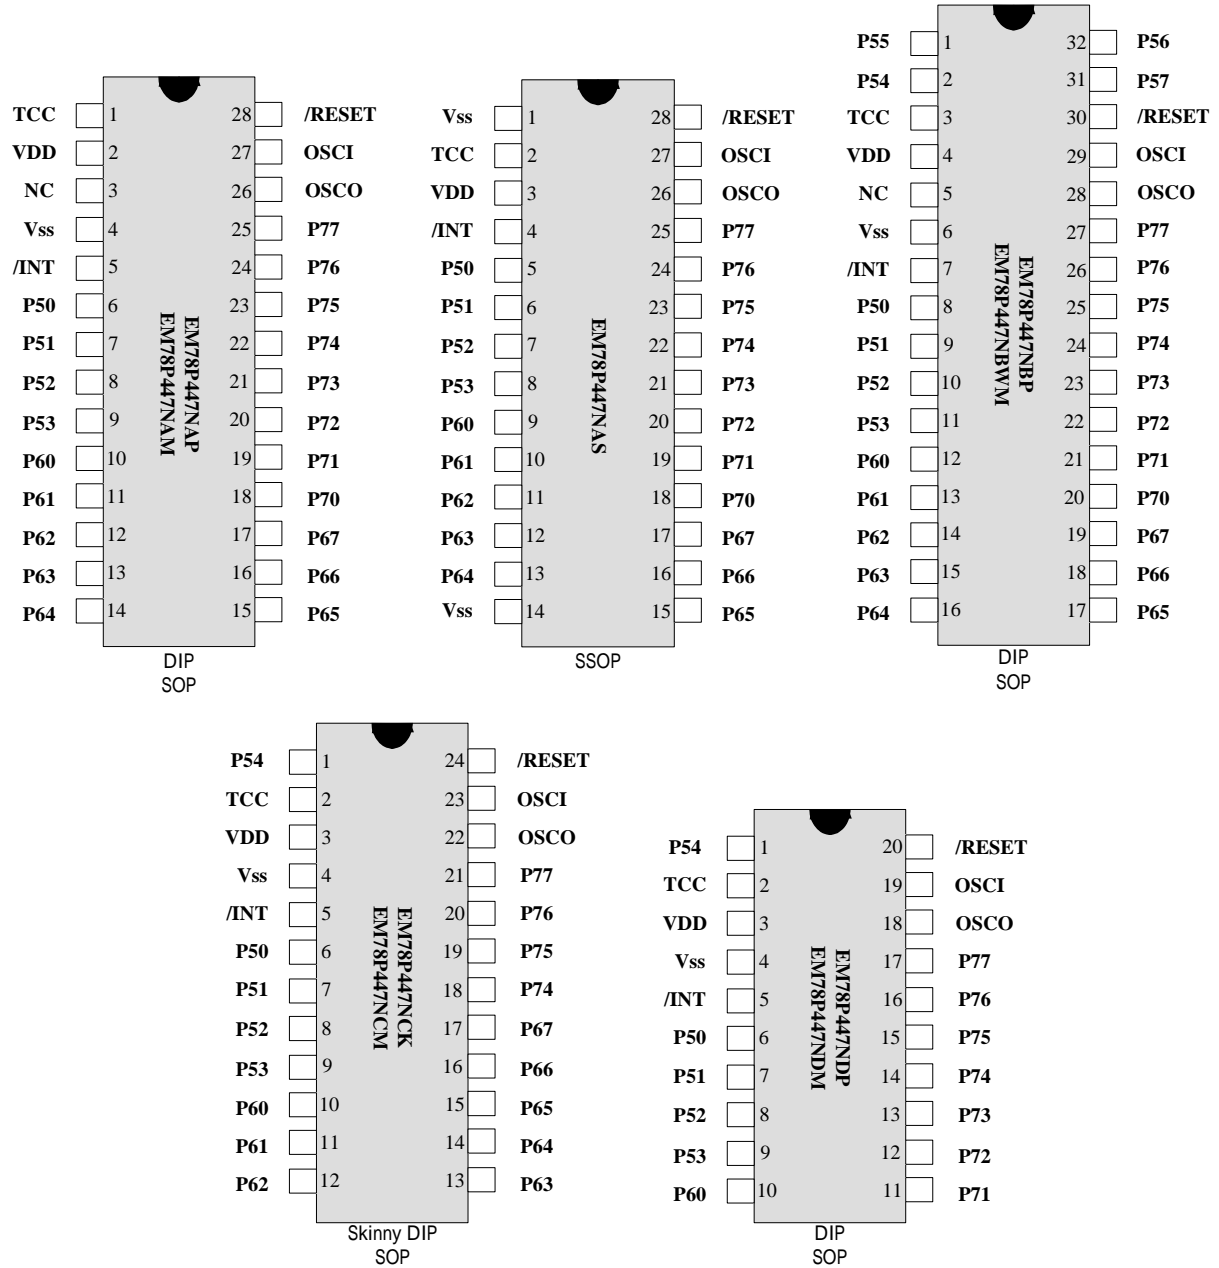 TCC 1 28 /RESET
VDD 2 27 OSCI
NC 3 26 OSCO
Vss 4 25 P77
/INT 5 24 P76
P50 6 23 P75
P51 7 22 P74
P52 8 21 P73
P53 9 20 P72
P60 10 19 P71
P61 11 18 P70
P62 12 17 P67
P63 13 16 P66
P64 14 15 P65
EM78P447NAP
EM78P447NAM
DIP
SOP
Vss 1 28 /RESET
TCC 2 27 OSCI
VDD 3 26 OSCO
/INT 4 25 P77
P50 5 24 P76
P51 6 23 P75
P52 7 22 P74
P53 8 21 P73
P60 9 20 P72
P61 10 19 P71
P62 11 18 P70
P63 12 17 P67
P64 13 16 P66
Vss 14 15 P65
EM78P447NAS
SSOP
P55 1 32 P56
P54 2 31 P57
TCC 3 30 /RESET
VDD 4 29 OSCI
NC 5 28 OSCO
Vss 6 27 P77
/INT 7 26 P76
P50 8 25 P75
P51 9 24 P74
P52 10 23 P73
P53 11 22 P72
P60 12 21 P71
P61 13 20 P70
P62 14 19 P67
P63 15 18 P66
P64 16 17 P65
EM78P447NBP
EM78P447NBWM
DIP
SOP
P54 1 24 /RESET
TCC 2 23 OSCI
VDD 3 22 OSCO
Vss 4 21 P77
/INT 5 20 P76
P50 6 19 P75
P51 7 18 P74
P52 8 17 P67
P53 9 16 P66
P60 10 15 P65
P61 11 14 P64
P62 12 13 P63
EM78P447NCK
EM78P447NCM
Skinny DIP
SOP
P54 1 20 /RESET
TCC 2 19 OSCI
VDD 3 18 OSCO
Vss 4 17 P77
/INT 5 16 P76
P50 6 15 P75
P51 7 14 P74
P52 8 13 P73
P53 9 12 P72
P60 10 11 P71
EM78P447NDP
EM78P447NDM
DIP
SOP